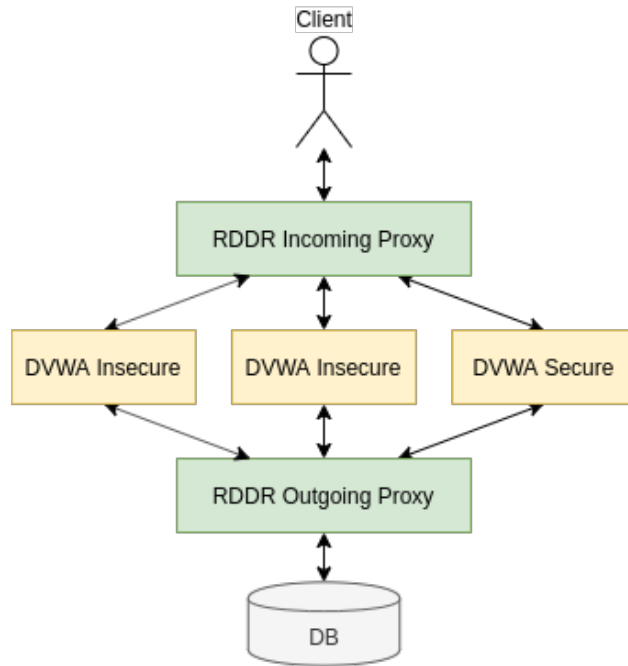 Client
RDDR Incoming Proxy
DVWA Insecure
DVWA Insecure
DVWA Secure
RDDR Outgoing Proxy
DB